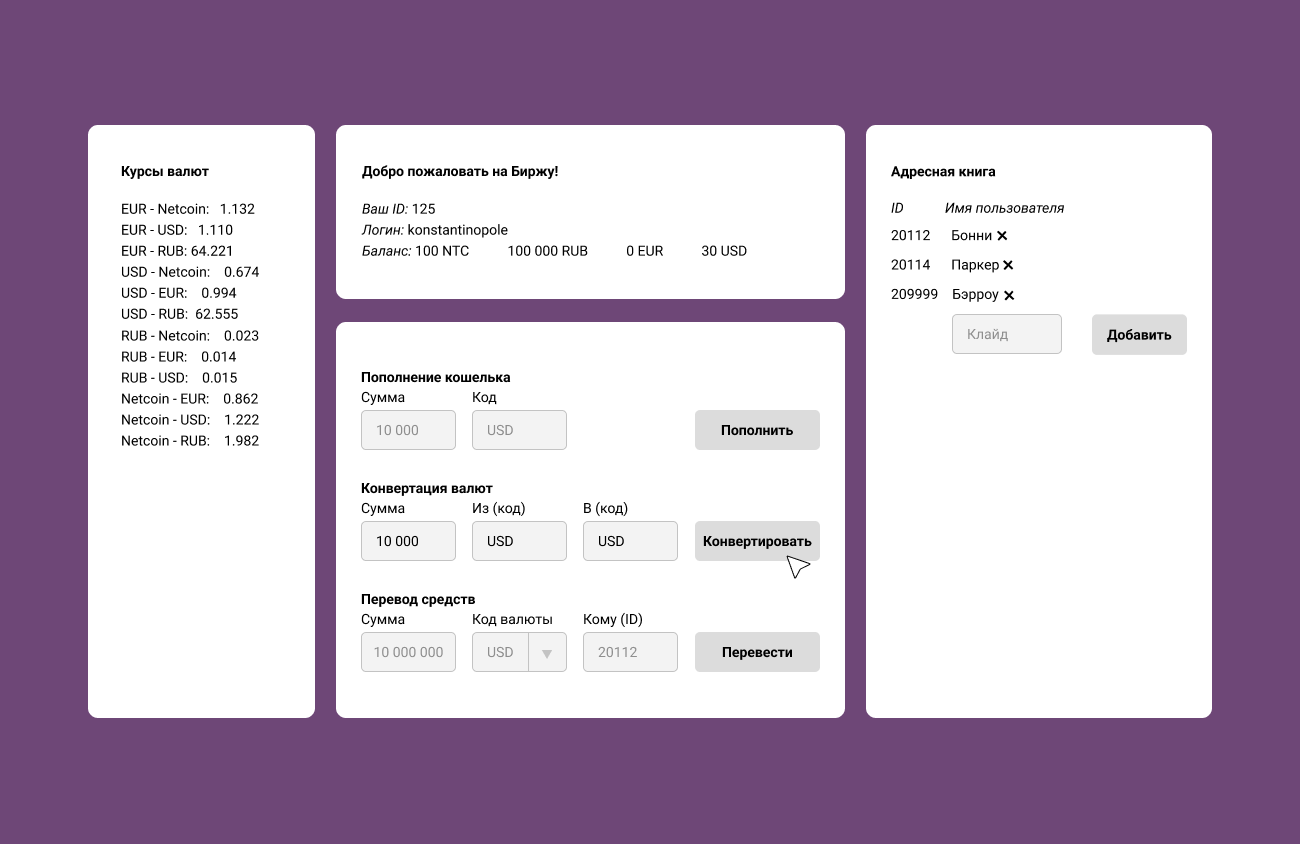 Курсы валют
EUR - Netcoin: 1.132
EUR - USD: 1.110
EUR - RUB: 64.221
USD - Netcoin: 0.674
USD - EUR: 0.994
USD - RUB: 62.555
RUB - Netcoin: 0.023
RUB - EUR: 0.014
RUB - USD: 0.015
Netcoin - EUR: 0.862
Netcoin - USD: 1.222
Netcoin - RUB: 1.982
Добро пожаловать на Биржу!
Ваш ID: 125
Логин: konstantinopole
Баланс: 100 NTC 100 000 RUB 0 EUR 30 USD
Пополнение кошелька
Сумма Код
10 000 USD Пополнить
Конвертация валют
Сумма Из (код) В (код)
10 000 USD USD Конвертировать
Перевод средств
Сумма Код валюты Кому (ID)
10 000 000 USD 20112 Перевести
Адресная книга
ID Имя пользователя
20112 Бонни
20114 Паркер
209999 Бэрроу
Клайд Добавить